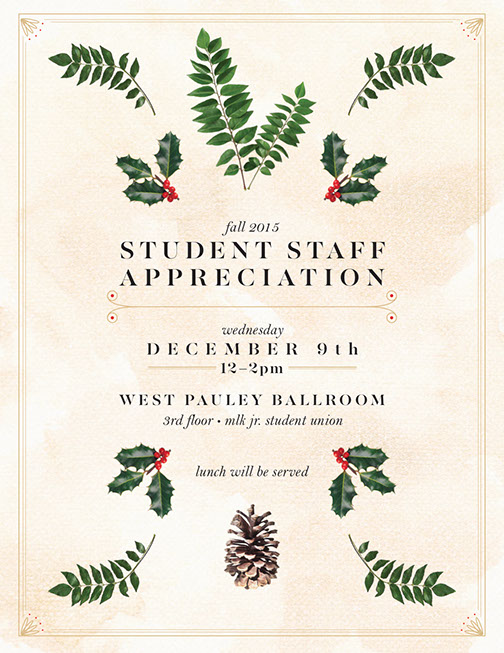 fall 2015
STUDENT STAFF
APPRECIATION
wednesday
DECEMBER 9th
12–2pm
WEST PAULEY BALLROOM
3rd floor • mlk jr. student union
lunch will be served